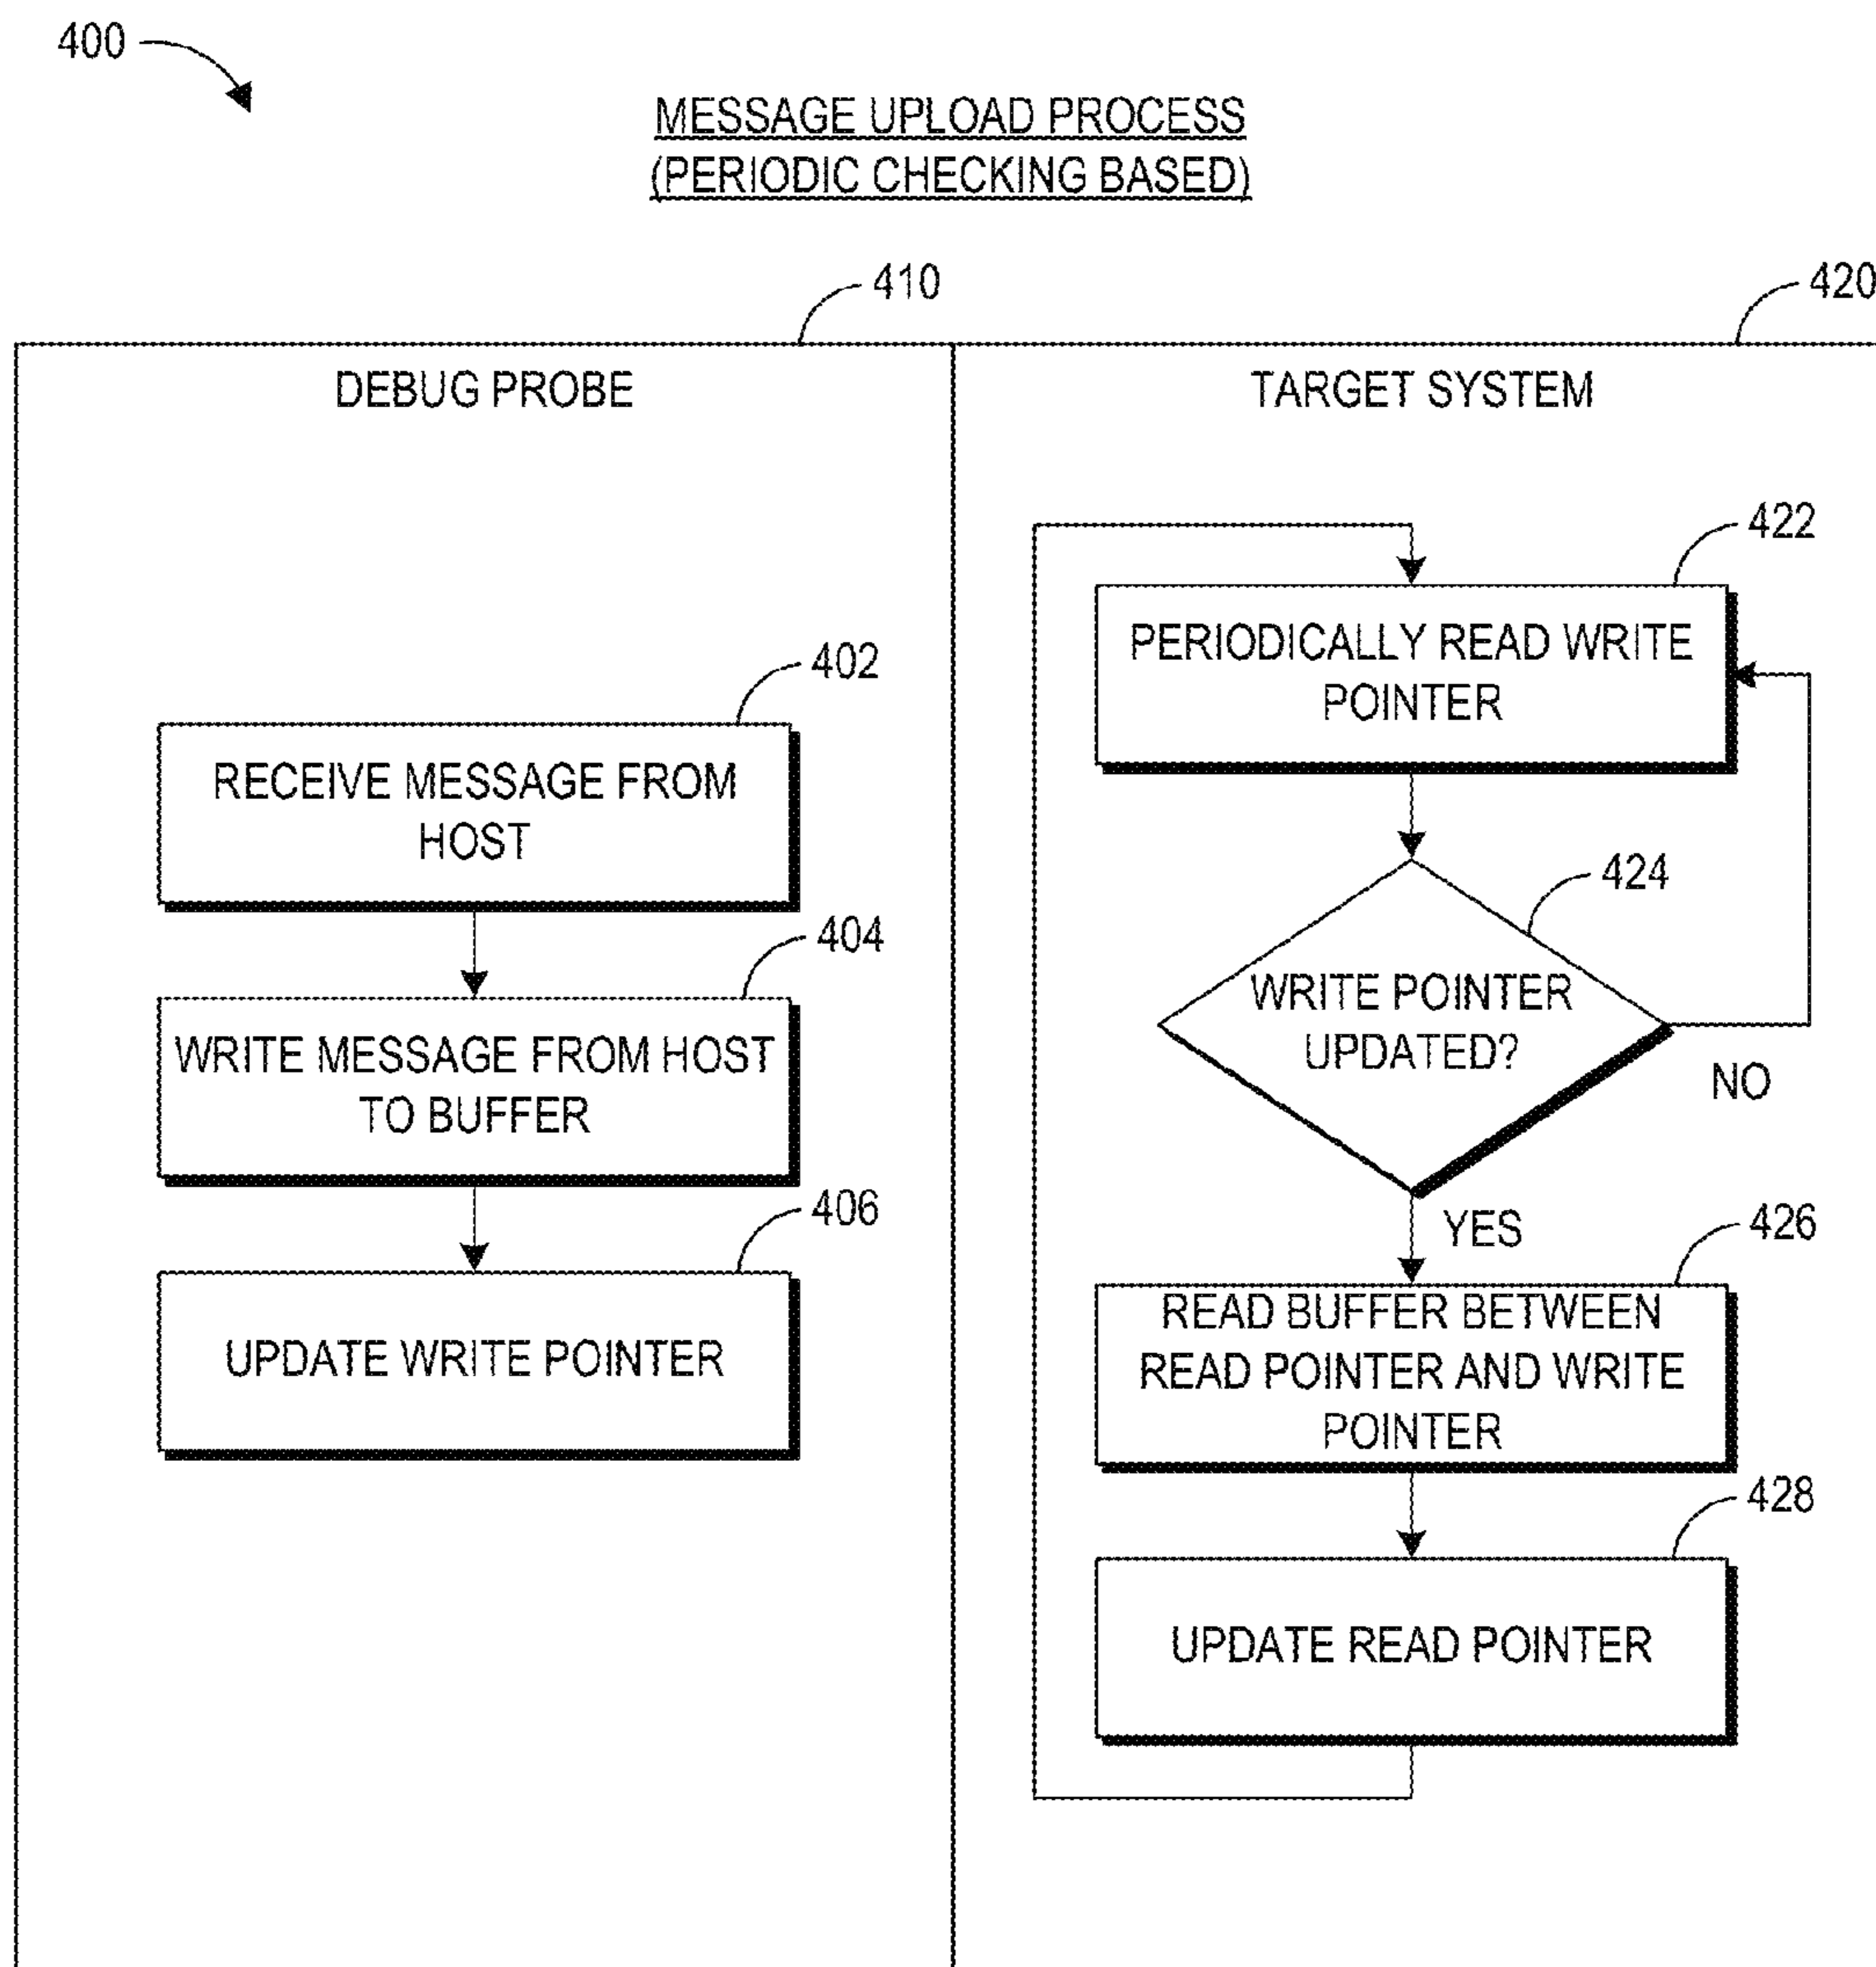 400
MESSAGE UPLOAD PROCESS
(PERIODIC CHECKING BASED)
410
420
DEBUG PROBE
TARGET SYSTEM
402
RECEIVE MESSAGE FROM
HOST
404
WRITE MESSAGE FROM HOST
TO BUFFER
406
UPDATE WRITE POINTER
422
PERIODICALLY READ WRITE
POINTER
424
WRITE POINTER
UPDATED?
NO
YES
426
READ BUFFER BETWEEN
READ POINTER AND WRITE
POINTER
428
UPDATE READ POINTER